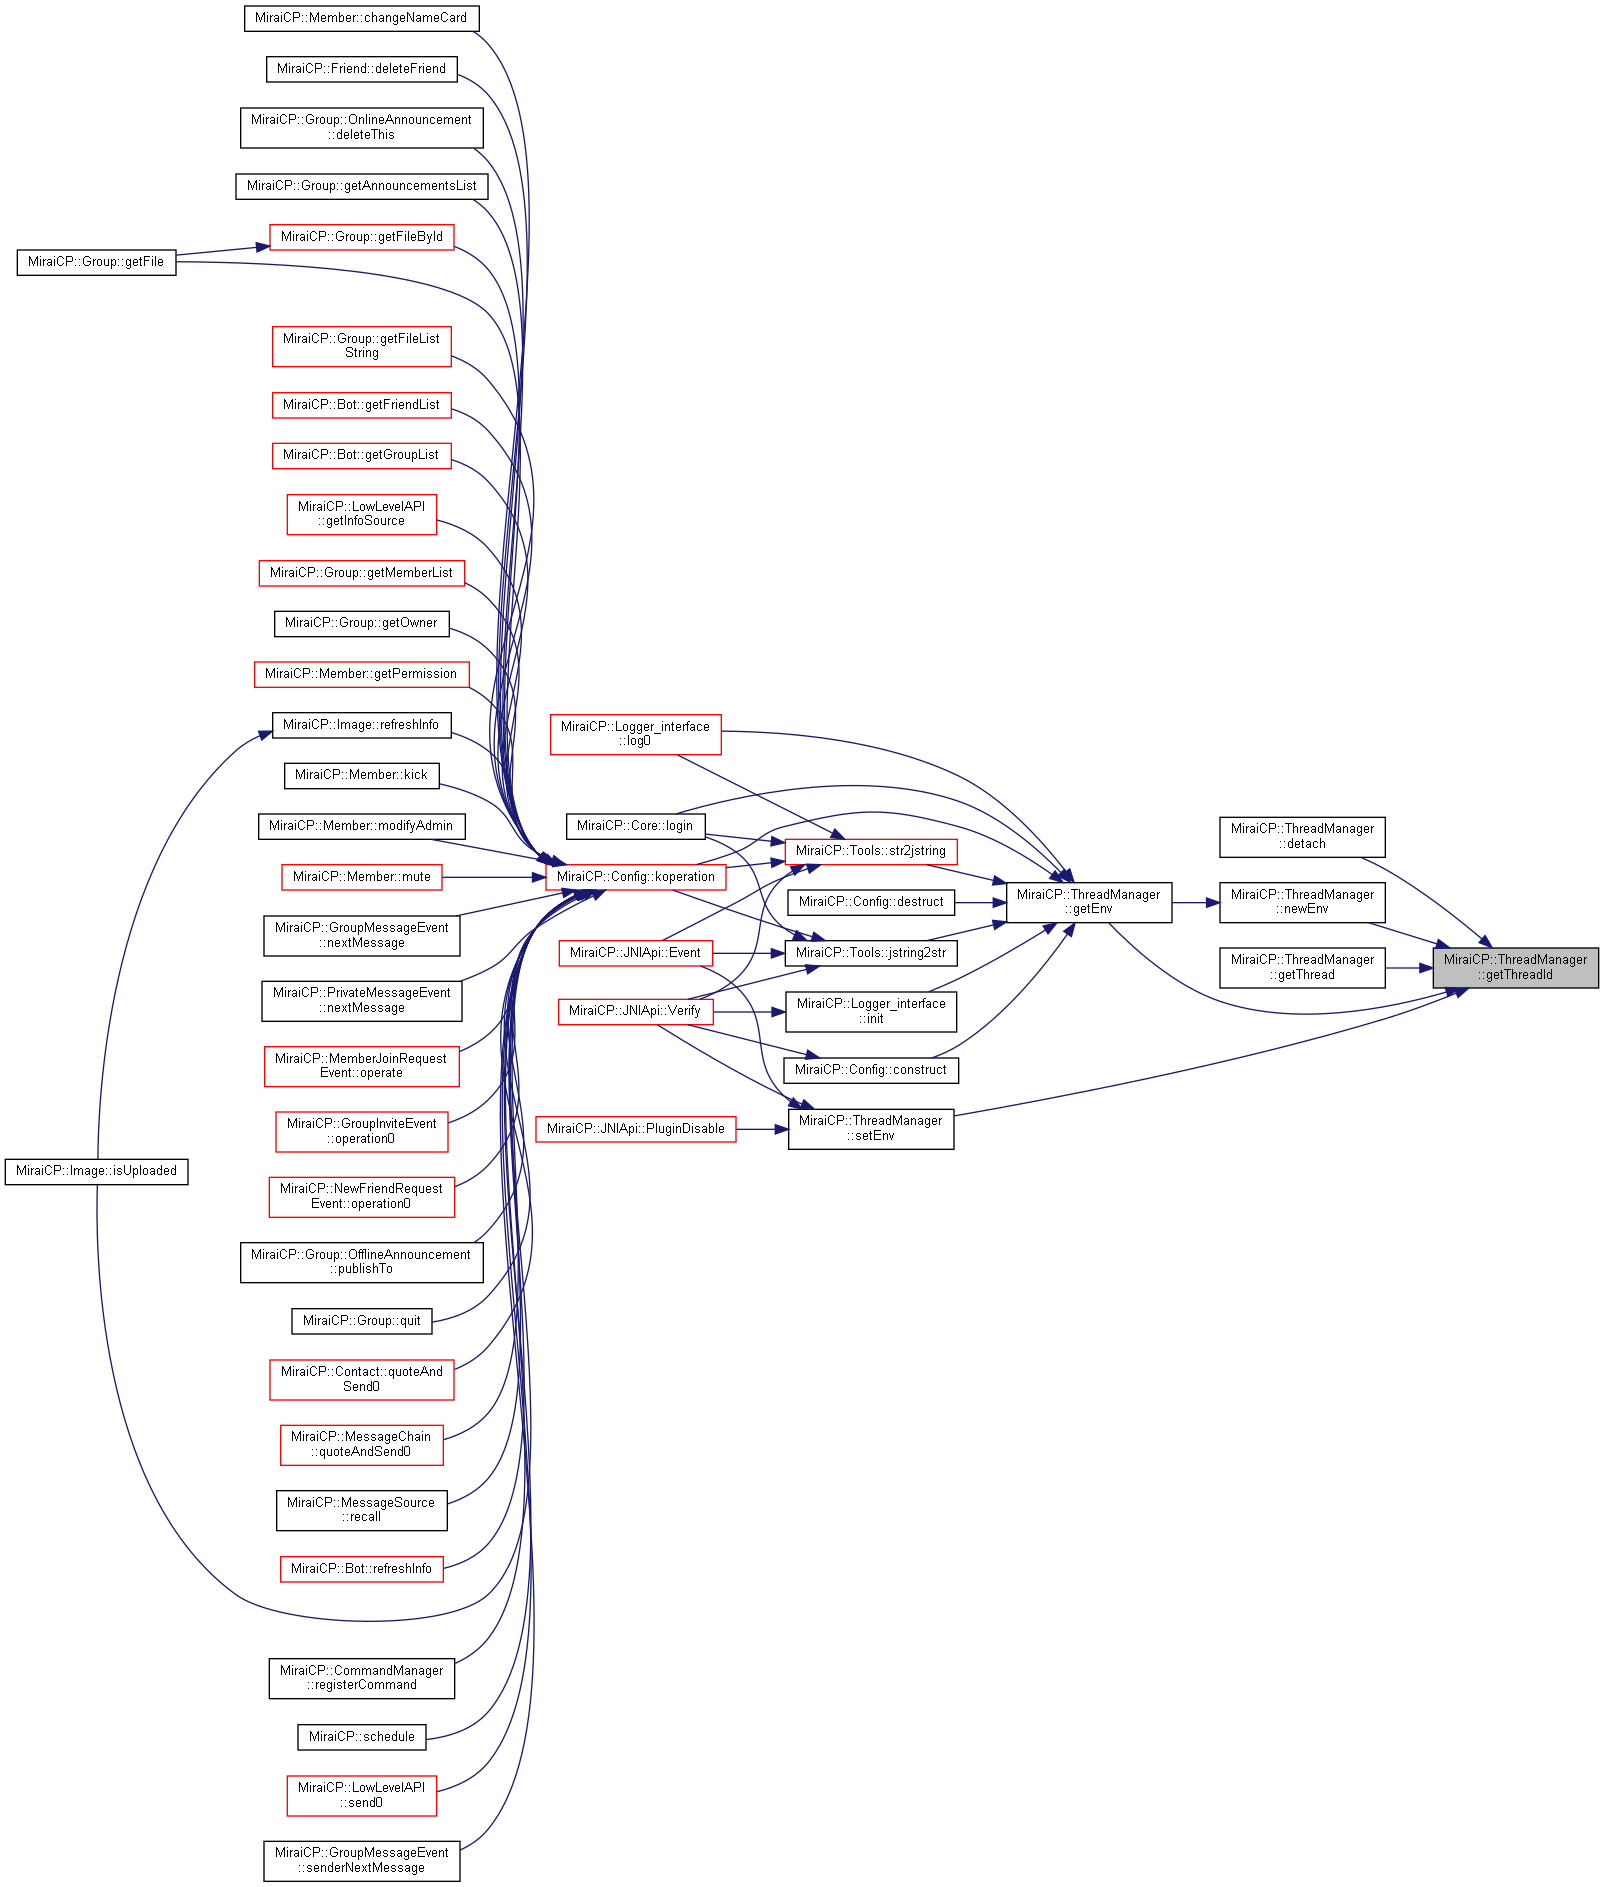 MiraiCP::Member::changeNameCard
MiraiCP::Friend::deleteFriend
MiraiCP::Group::OnlineAnnouncement
::deleteThis
MiraiCP::Group::getAnnouncementsList
MiraiCP::Group::getFileById
MiraiCP::Group::getFile
MiraiCP::Group::getFileList
String
MiraiCP::Bot::getFriendList
MiraiCP::Bot::getGroupList
MiraiCP::LowLevelAPI
::getInfoSource
MiraiCP::Group::getMemberList
MiraiCP::Group::getOwner
MiraiCP::Member::getPermission
MiraiCP::Image::refreshInfo
MiraiCP::Member::kick
MiraiCP::Member::modifyAdmin
MiraiCP::Member::mute
MiraiCP::GroupMessageEvent
::nextMessage
MiraiCP::PrivateMessageEvent
::nextMessage
MiraiCP::MemberJoinRequest
Event::operate
MiraiCP::GroupInviteEvent
::operation0
MiraiCP::Image::isUploaded
MiraiCP::NewFriendRequest
Event::operation0
MiraiCP::Group::OfflineAnnouncement
::publishTo
MiraiCP::Group::quit
MiraiCP::Contact::quoteAnd
Send0
MiraiCP::MessageChain
::quoteAndSend0
MiraiCP::MessageSource
::recall
MiraiCP::Bot::refreshInfo
MiraiCP::CommandManager
::registerCommand
MiraiCP::schedule
MiraiCP::LowLevelAPI
::send0
MiraiCP::GroupMessageEvent
::senderNextMessage
MiraiCP::Logger_interface
::log0
MiraiCP::Core::login
MiraiCP::Config::koperation
MiraiCP::JNIApi::Event
MiraiCP::JNIApi::Verify
MiraiCP::JNIApi::PluginDisable
MiraiCP::Tools::str2jstring
MiraiCP::Config::destruct
MiraiCP::Tools::jstring2str
MiraiCP::Logger_interface
::init
MiraiCP::Config::construct
MiraiCP::ThreadManager
::setEnv
MiraiCP::ThreadManager
::getEnv
MiraiCP::ThreadManager
::detach
MiraiCP::ThreadManager
::newEnv
MiraiCP::ThreadManager
::getThread
MiraiCP::ThreadManager
::getThreadId